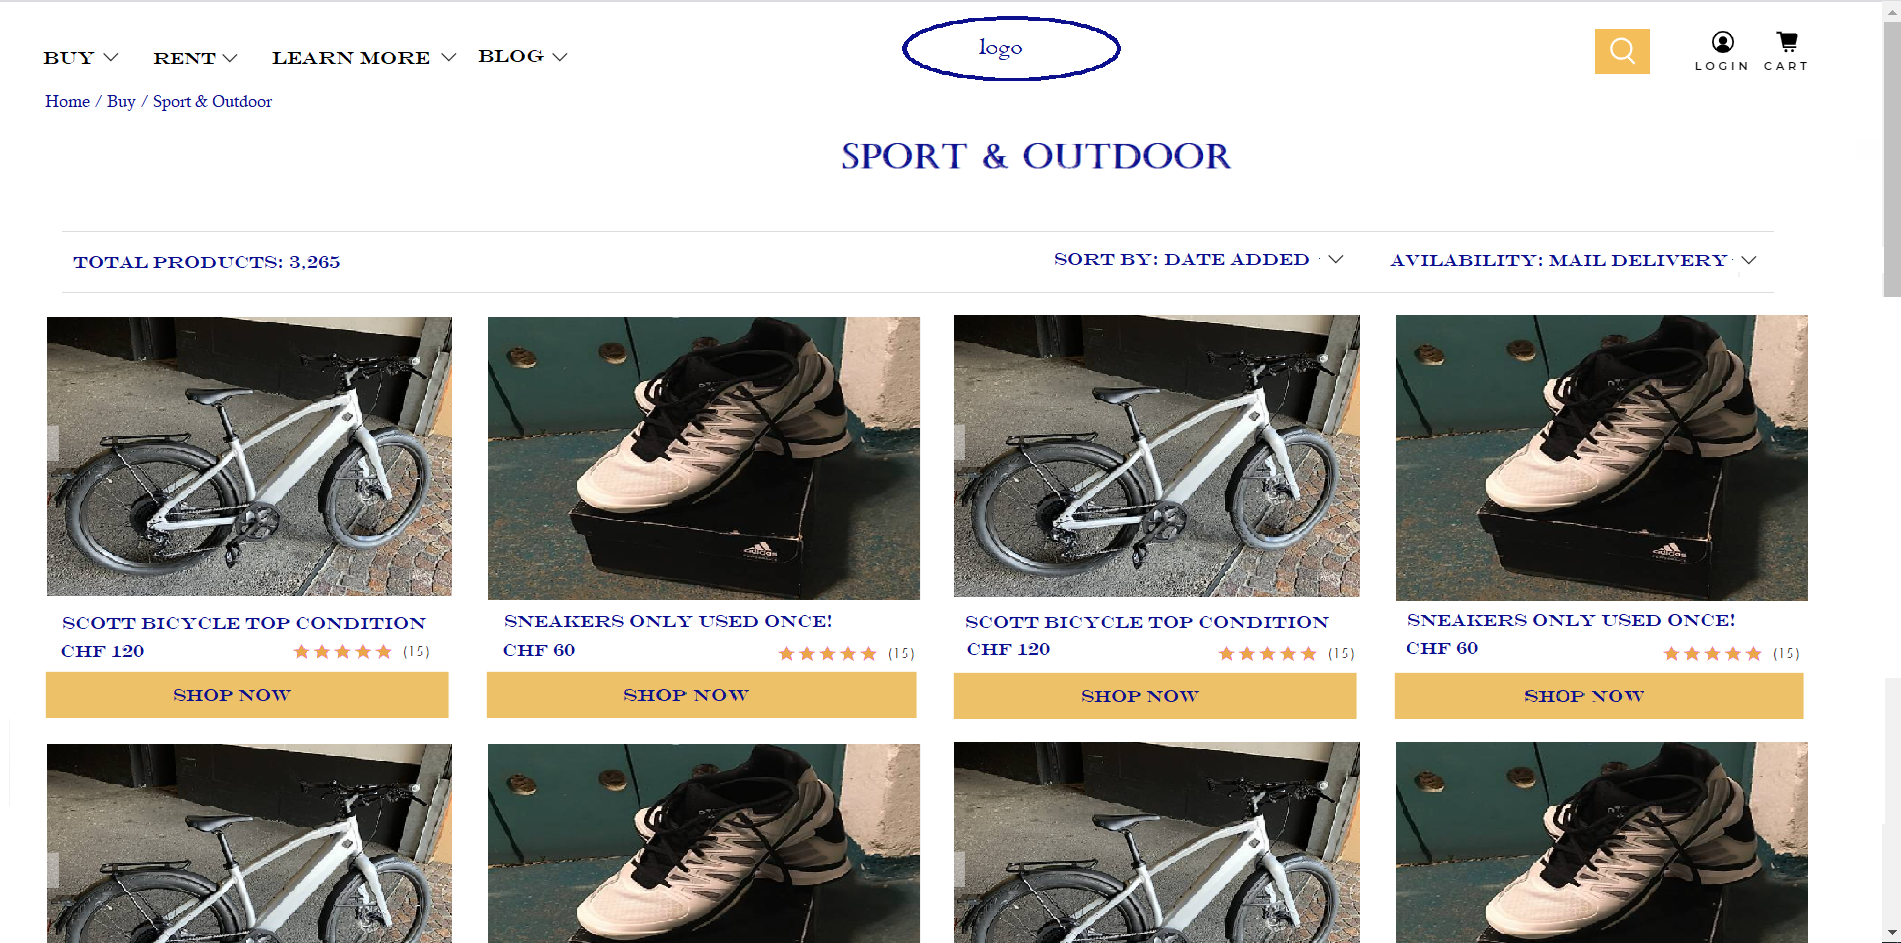 BUY RENT LEARN MORE BLOG logo LOGIN CART
Home / Buy / Sport & Outdoor
SPORT & OUTDOOR
TOTAL PRODUCTS: 3,265 SORT BY: DATE ADDED AVILABILITY: MAIL DELIVERY
adidas adidas
SCOTT BICYCLE TOP CONDITION SNEAKERS ONLY USED ONCE! SCOTT BICYCLE TOP CONDITION SNEAKERS ONLY USED ONCE!
CHF 120 (15) CHF 60 (15) CHF 120 (15) CHF 60 (15)
SHOP NOW SHOP NOW SHOP NOW SHOP NOW